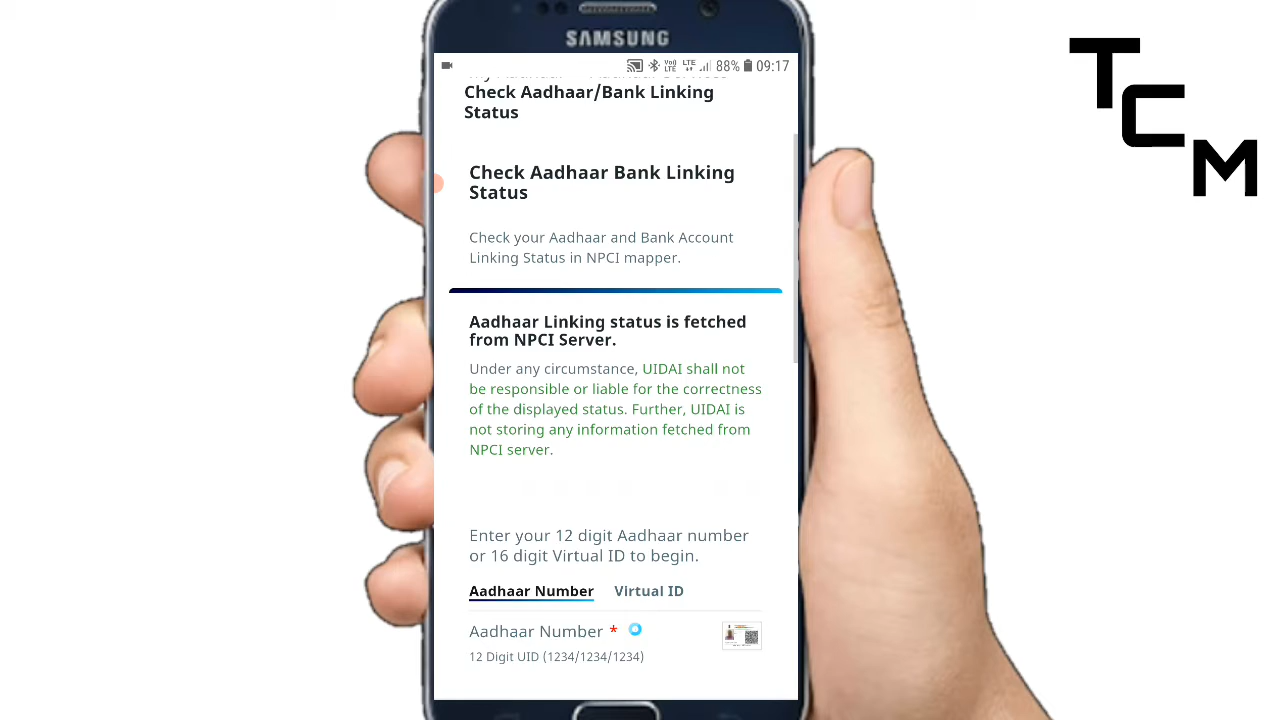 SAMSUNG
T
C
M
Vo)
LTE LTE 88% 09:17
Check Aadhaar/Bank Linking
Status
Check Aadhaar Bank Linking
Status
Check your Aadhaar and Bank Account
Linking Status in NPCI mapper.
Aadhaar Linking status is fetched
from NPCI Server.
Under any circumstance, UIDAI shall not
be responsible or liable for the correctness
of the displayed status. Further, UIDAI is
not storing any information fetched from
NPCI server.
Enter your 12 digit Aadhaar number
or 16 digit Virtual ID to begin.
Aadhaar Number Virtual ID
Aadhaar Number *
12 Digit UID (1234/1234/1234)